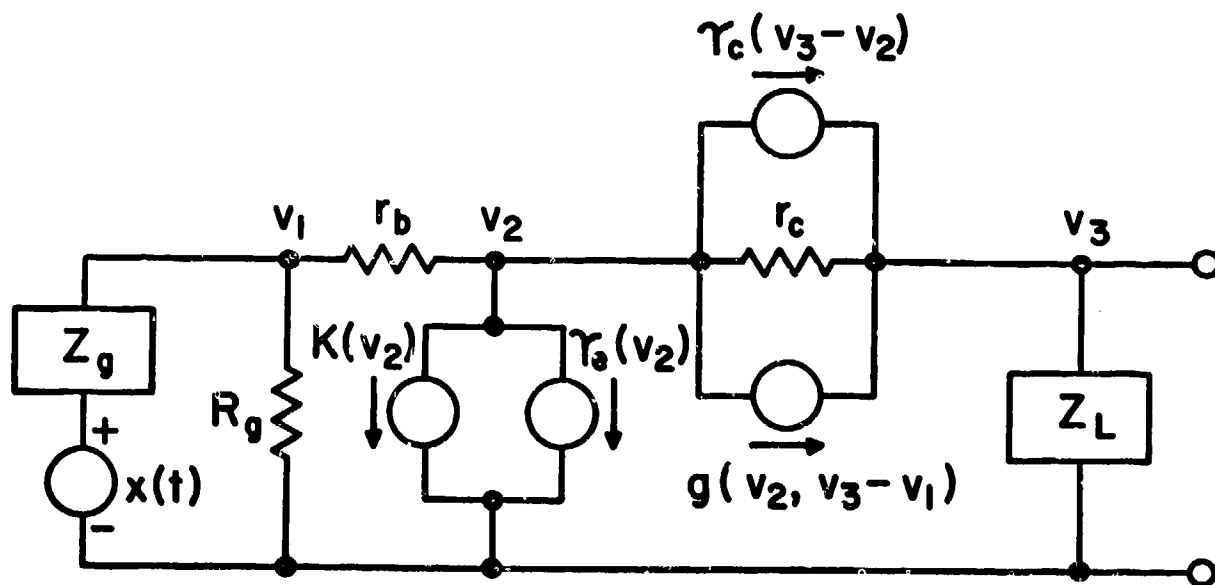 γc(v3−v2)
v1
rb
v2
rc
v3
Zg
K(v2)
γe(v2)
Rg
ZL
+
x(t)
−
g(v2, v3−v1)